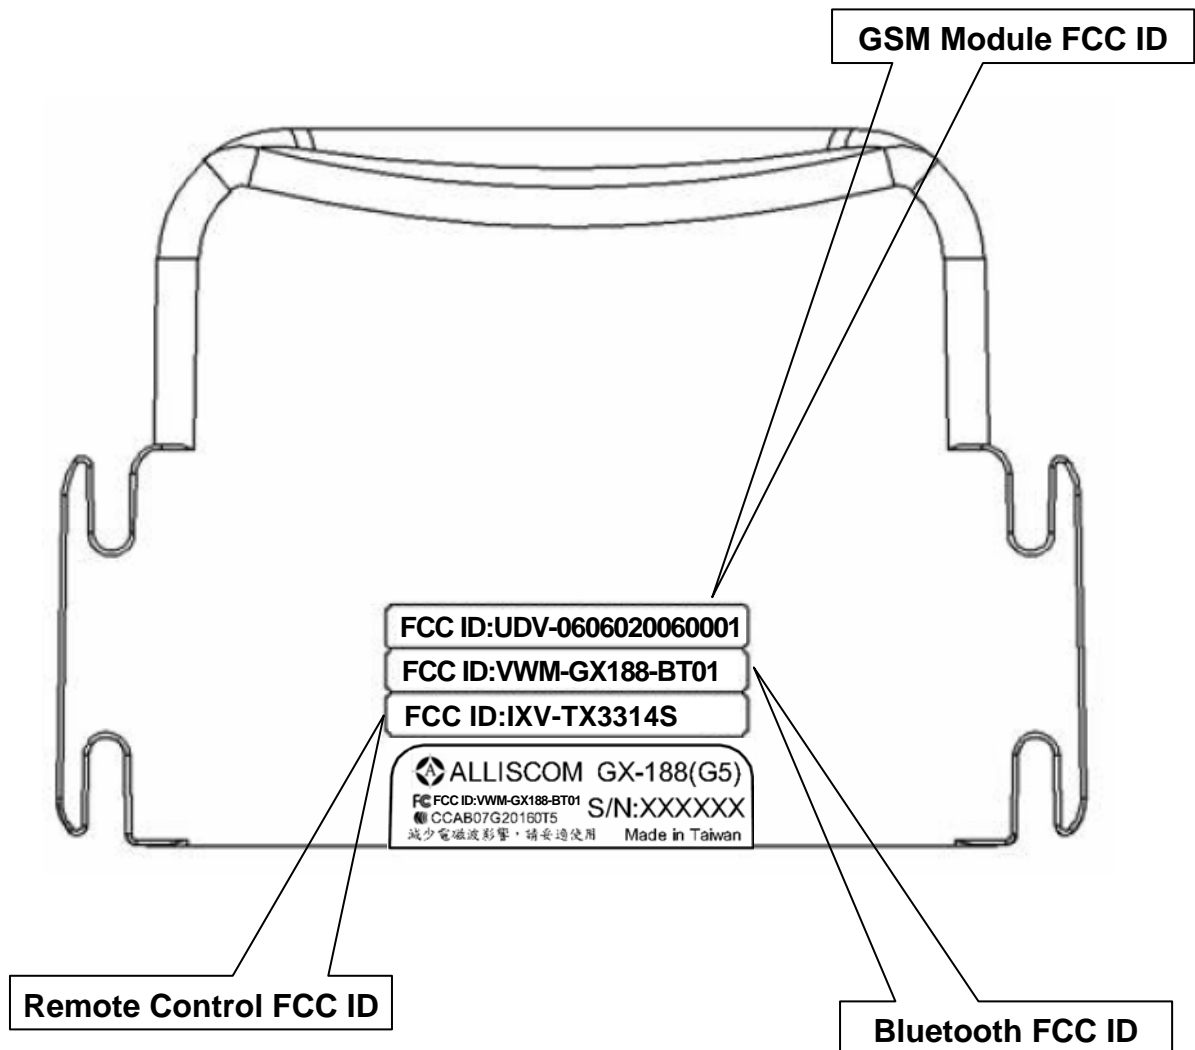 GSM Module FCC ID
FCC ID:UDV-0606020060001
FCC ID:VWM-GX188-BT01
FCC ID:IXV-TX3314S
ALLISCOM GX-188(G5)
FC FCC ID:VWM-GX188-BT01 S/N:XXXXXX
CCAB07G20160T5
減少電磁波影響，請妥適使用 Made in Taiwan
Remote Control FCC ID
Bluetooth FCC ID